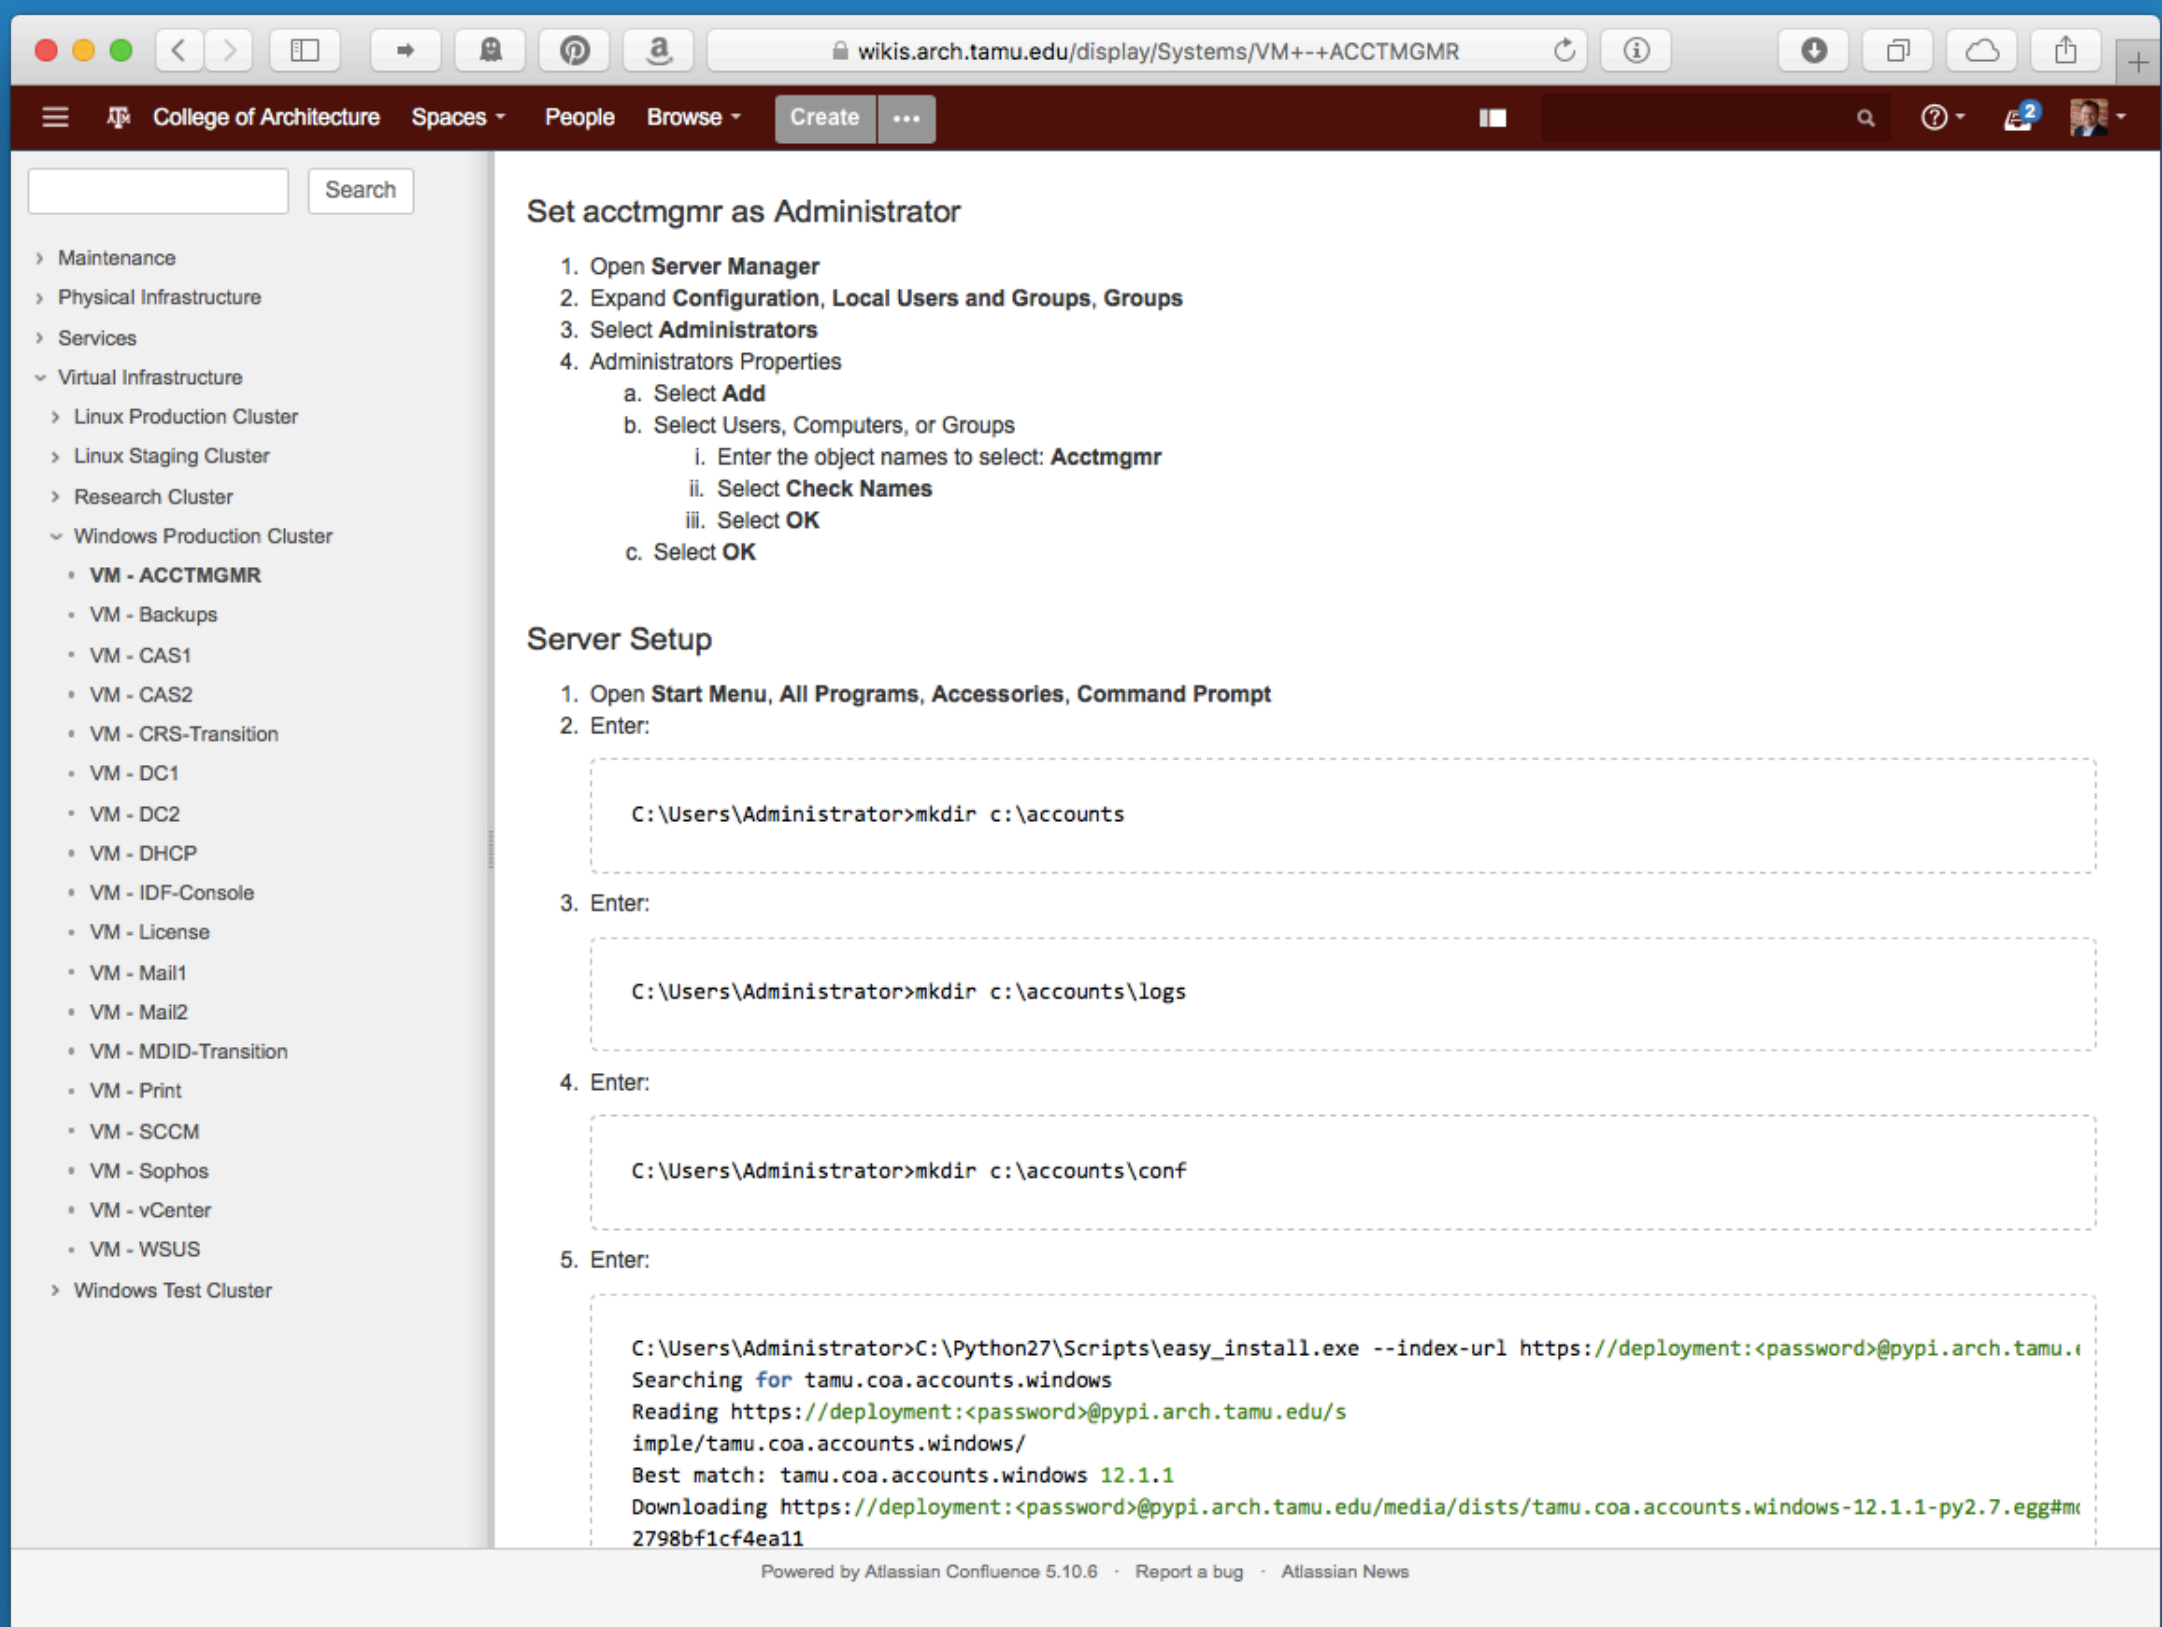 wikis.arch.tamu.edu/display/Systems/VM+-+ACCTMGMR
College of Architecture Spaces People Browse Create ••• 2
Search
Maintenance
Physical Infrastructure
Services
Virtual Infrastructure
Linux Production Cluster
Linux Staging Cluster
Research Cluster
Windows Production Cluster
VM - ACCTMGMR
VM - Backups
VM - CAS1
VM - CAS2
VM - CRS-Transition
VM - DC1
VM - DC2
VM - DHCP
VM - IDF-Console
VM - License
VM - Mail1
VM - Mail2
VM - MDID-Transition
VM - Print
VM - SCCM
VM - Sophos
VM - vCenter
VM - WSUS
Windows Test Cluster
Set acctmgmr as Administrator
1. Open Server Manager
2. Expand Configuration, Local Users and Groups, Groups
3. Select Administrators
4. Administrators Properties
a. Select Add
b. Select Users, Computers, or Groups
i. Enter the object names to select: Acctmgmr
ii. Select Check Names
iii. Select OK
c. Select OK
Server Setup
1. Open Start Menu, All Programs, Accessories, Command Prompt
2. Enter:
C:\Users\Administrator>mkdir c:\accounts
3. Enter:
C:\Users\Administrator>mkdir c:\accounts\logs
4. Enter:
C:\Users\Administrator>mkdir c:\accounts\conf
5. Enter:
C:\Users\Administrator>C:\Python27\Scripts\easy_install.exe --index-url https://deployment:<password>@pypi.arch.tamu.e
Searching for tamu.coa.accounts.windows
Reading https://deployment:<password>@pypi.arch.tamu.edu/s
imple/tamu.coa.accounts.windows/
Best match: tamu.coa.accounts.windows 12.1.1
Downloading https://deployment:<password>@pypi.arch.tamu.edu/media/dists/tamu.coa.accounts.windows-12.1.1-py2.7.egg#md
2798bf1cf4ea11
Powered by Atlassian Confluence 5.10.6 · Report a bug · Atlassian News